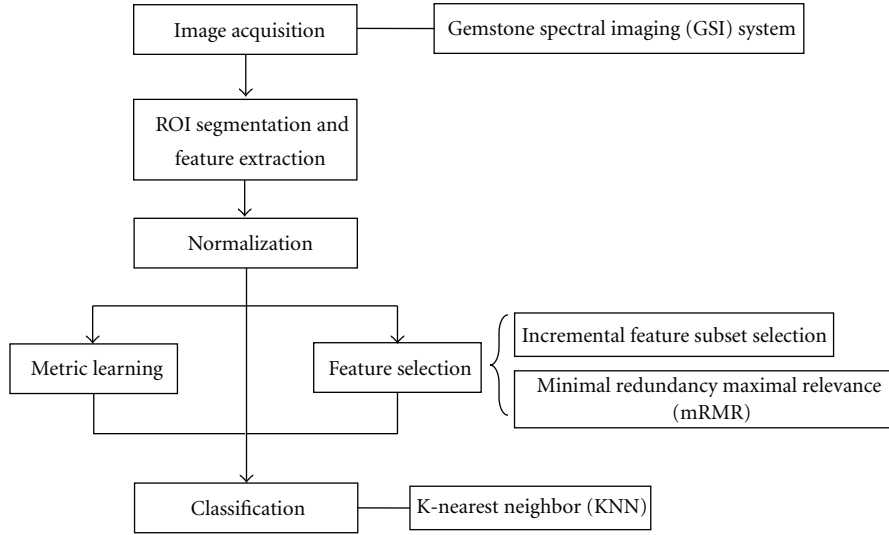 Image acquisition
Gemstone spectral imaging (GSI) system
ROI segmentation and
feature extraction
Normalization
Metric learning
Feature selection
Incremental feature subset selection
Minimal redundancy maximal relevance
(mRMR)
Classification
K-nearest neighbor (KNN)